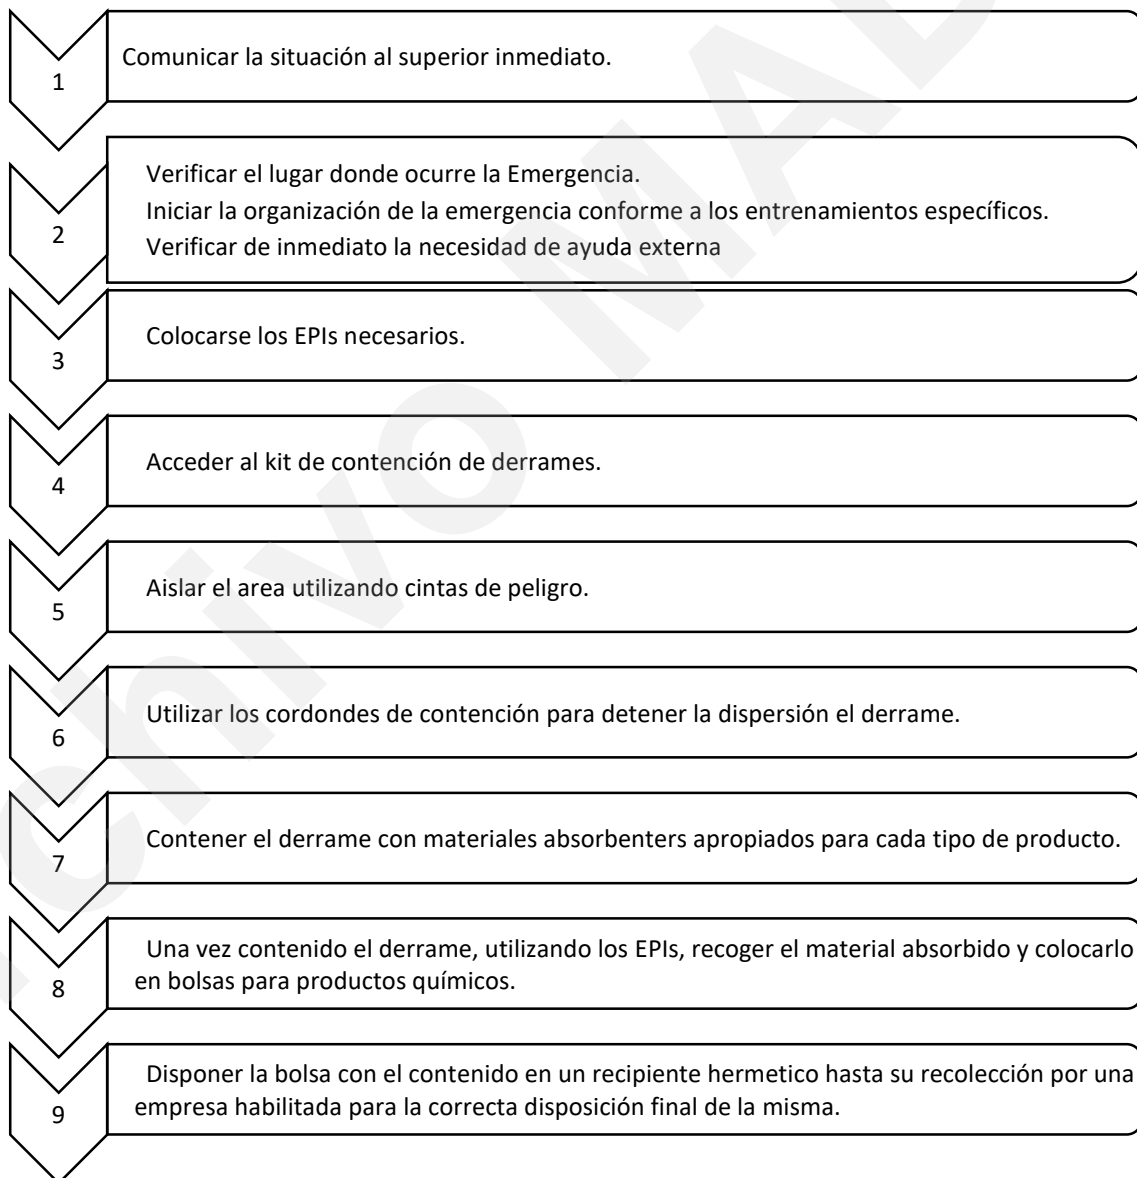 1
Comunicar la situación al superior inmediato.
2
Verificar el lugar donde ocurre la Emergencia.
Iniciar la organización de la emergencia conforme a los entrenamientos específicos.
Verificar de inmediato la necesidad de ayuda externa
3
Colocarse los EPIs necesarios.
4
Acceder al kit de contención de derrames.
5
Aislar el area utilizando cintas de peligro.
6
Utilizar los cordondes de contención para detener la dispersión el derrame.
7
Contener el derrame con materiales absorbenters apropiados para cada tipo de producto.
8
Una vez contenido el derrame, utilizando los EPIs, recoger el material absorbido y colocarlo
en bolsas para productos químicos.
9
Disponer la bolsa con el contenido en un recipiente hermetico hasta su recolección por una
empresa habilitada para la correcta disposición final de la misma.